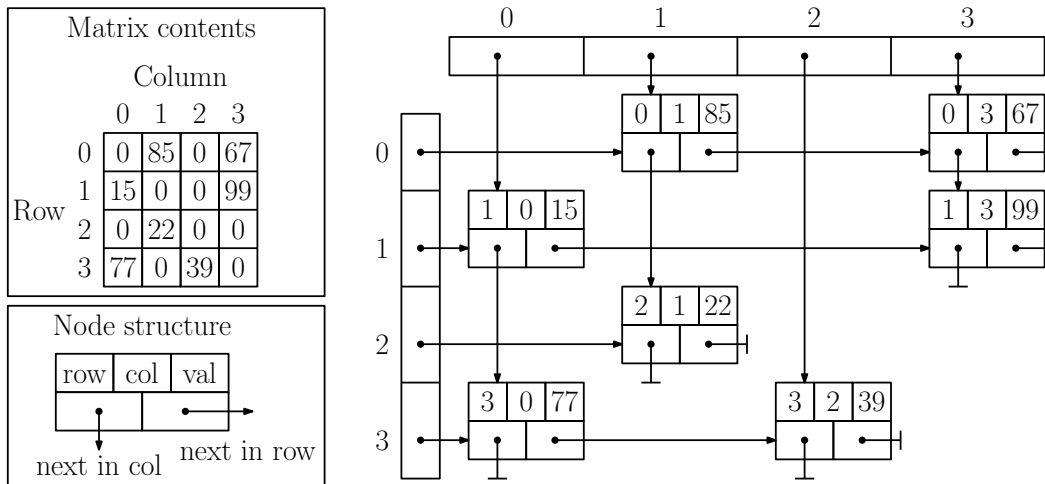 Matrix contents
Column
0 1 2 3
0 0 85 0 67
1 15 0 0 99
Row
2 0 22 0 0
3 77 0 39 0
Node structure
row col val
next in col
next in row
0 1 2 3
0 1 85
0 3 67
0
1 0 15
1 3 99
1
2 1 22
2
3 0 77
3 2 39
3